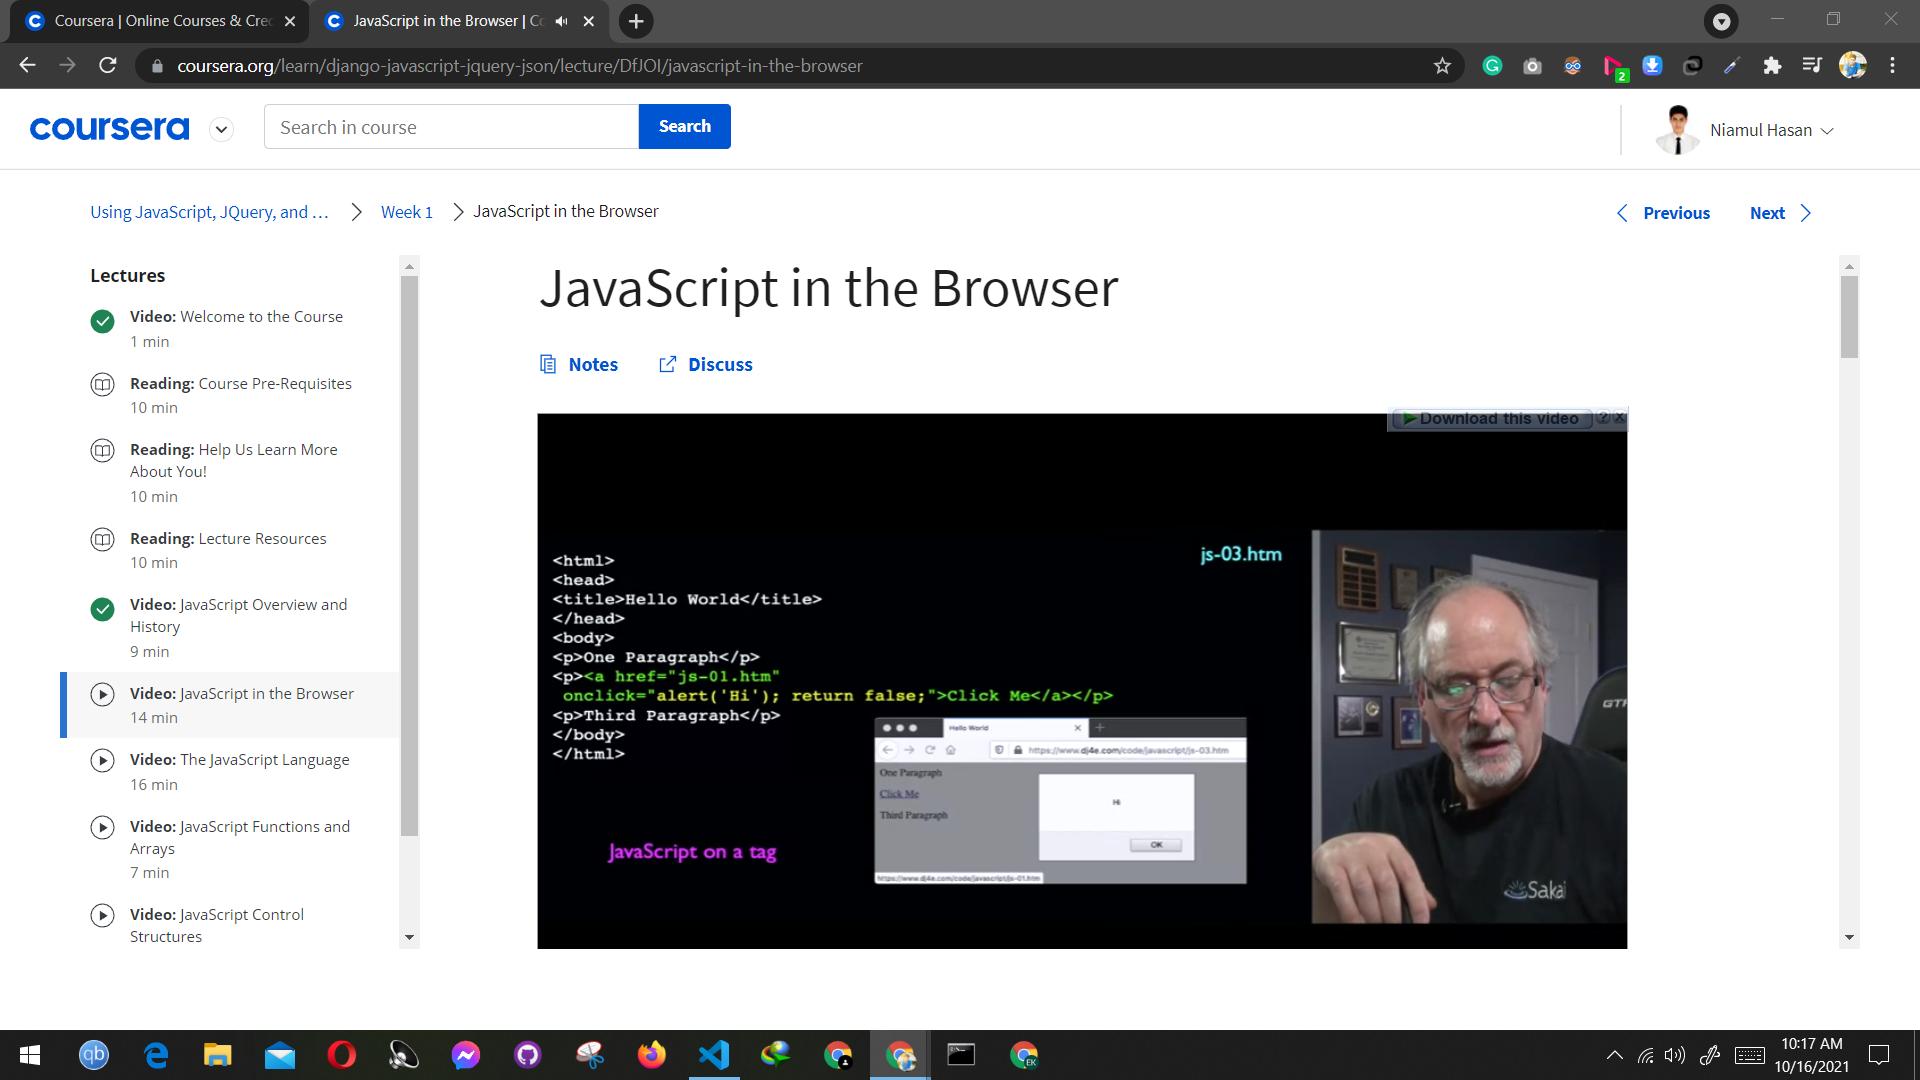 Coursera | Online Courses & Crec
JavaScript in the Browser | Co
coursera.org/learn/django-javascript-jquery-json/lecture/DfJOl/javascript-in-the-browser
2
coursera
Search in course
Search
Niamul Hasan
Using JavaScript, JQuery, and ...
Week 1
JavaScript in the Browser
Previous
Next
Lectures
Video: Welcome to the Course
1 min
Reading: Course Pre-Requisites
10 min
Reading: Help Us Learn More
About You!
10 min
Reading: Lecture Resources
10 min
Video: JavaScript Overview and
History
9 min
Video: JavaScript in the Browser
14 min
Video: The JavaScript Language
16 min
Video: JavaScript Functions and
Arrays
7 min
Video: JavaScript Control
Structures
JavaScript in the Browser
Notes
Discuss
Download this video
?
js-03.htm
<html>
<head>
<title>Hello World</title>
</head>
<body>
<p>One Paragraph</p>
<p><a href="js-01.htm"
onclick="alert('Hi'); return false;">Click Me</a></p>
<p>Third Paragraph</p>
</body>
</html>
JavaScript on a tag
Hello World
https://www.dj4e.com/code/javascript/js-03.htm
One Paragraph
Click Me
Third Paragraph
Hi
OK
https://www.dj4e.com/code/javascript/js-01.htm
GTR
Sakai
qb
EK
10:17 AM
10/16/2021